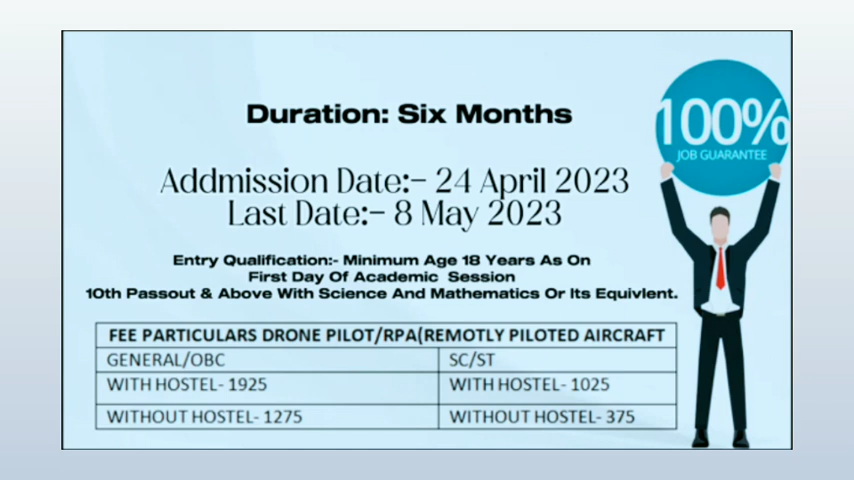 Duration: Six Months
100%
JOB GUARANTEE
Addmission Date:- 24 April 2023
Last Date:- 8 May 2023
Entry Qualification:- Minimum Age 18 Years As On
First Day Of Academic Session
10th Passout & Above With Science And Mathematics Or Its Equivlent.
FEE PARTICULARS DRONE PILOT/RPA(REMOTLY PILOTED AIRCRAFT
GENERAL/OBC SC/ST
WITH HOSTEL- 1925 WITH HOSTEL- 1025
WITHOUT HOSTEL- 1275 WITHOUT HOSTEL- 375